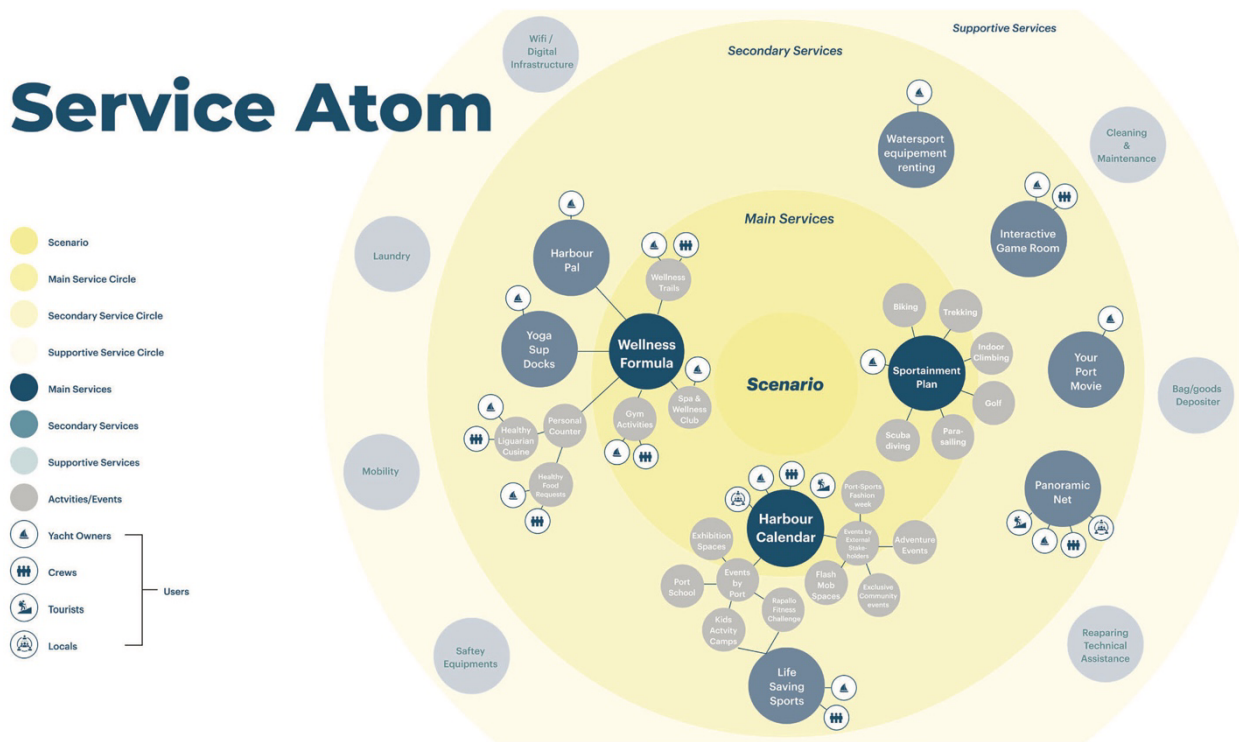 Service Atom
Scenario
Main Service Circle
Secondary Service Circle
Supportive Service Circle
Main Services
Secondary Services
Supportive Services
Actvities/Events
Yacht Owners
Crews
Tourists
Locals
Users
Supportive Services
Secondary Services
Main Services
Scenario
Wifi /
Digital
Infrastructure
Laundry
Mobility
Saftey
Equipments
Cleaning
&
Maintenance
Bag/goods
Depositer
Reaparing
Technical
Assistance
Watersport
equipement
renting
Interactive
Game Room
Your
Port
Movie
Panoramic
Net
Harbour
Pal
Yoga
Sup
Docks
Wellness
Formula
Wellness
Trails
Spa &
Wellness
Club
Gym
Activities
Personal
Counter
Healthy
Liguarian
Cusine
Healthy
Food
Requests
Sportainment
Plan
Biking
Trekking
Indoor
Climbing
Golf
Para-
sailing
Scuba
diving
Harbour
Calendar
Port-Sports
Fashion
week
Events by
External
Stake-
holders
Adventure
Events
Exclusive
Community
events
Flash
Mob
Spaces
Exhibition
Spaces
Events
by
Port
Port
School
Kids
Actvity
Camps
Rapallo
Fitness
Challenge
Life
Saving
Sports